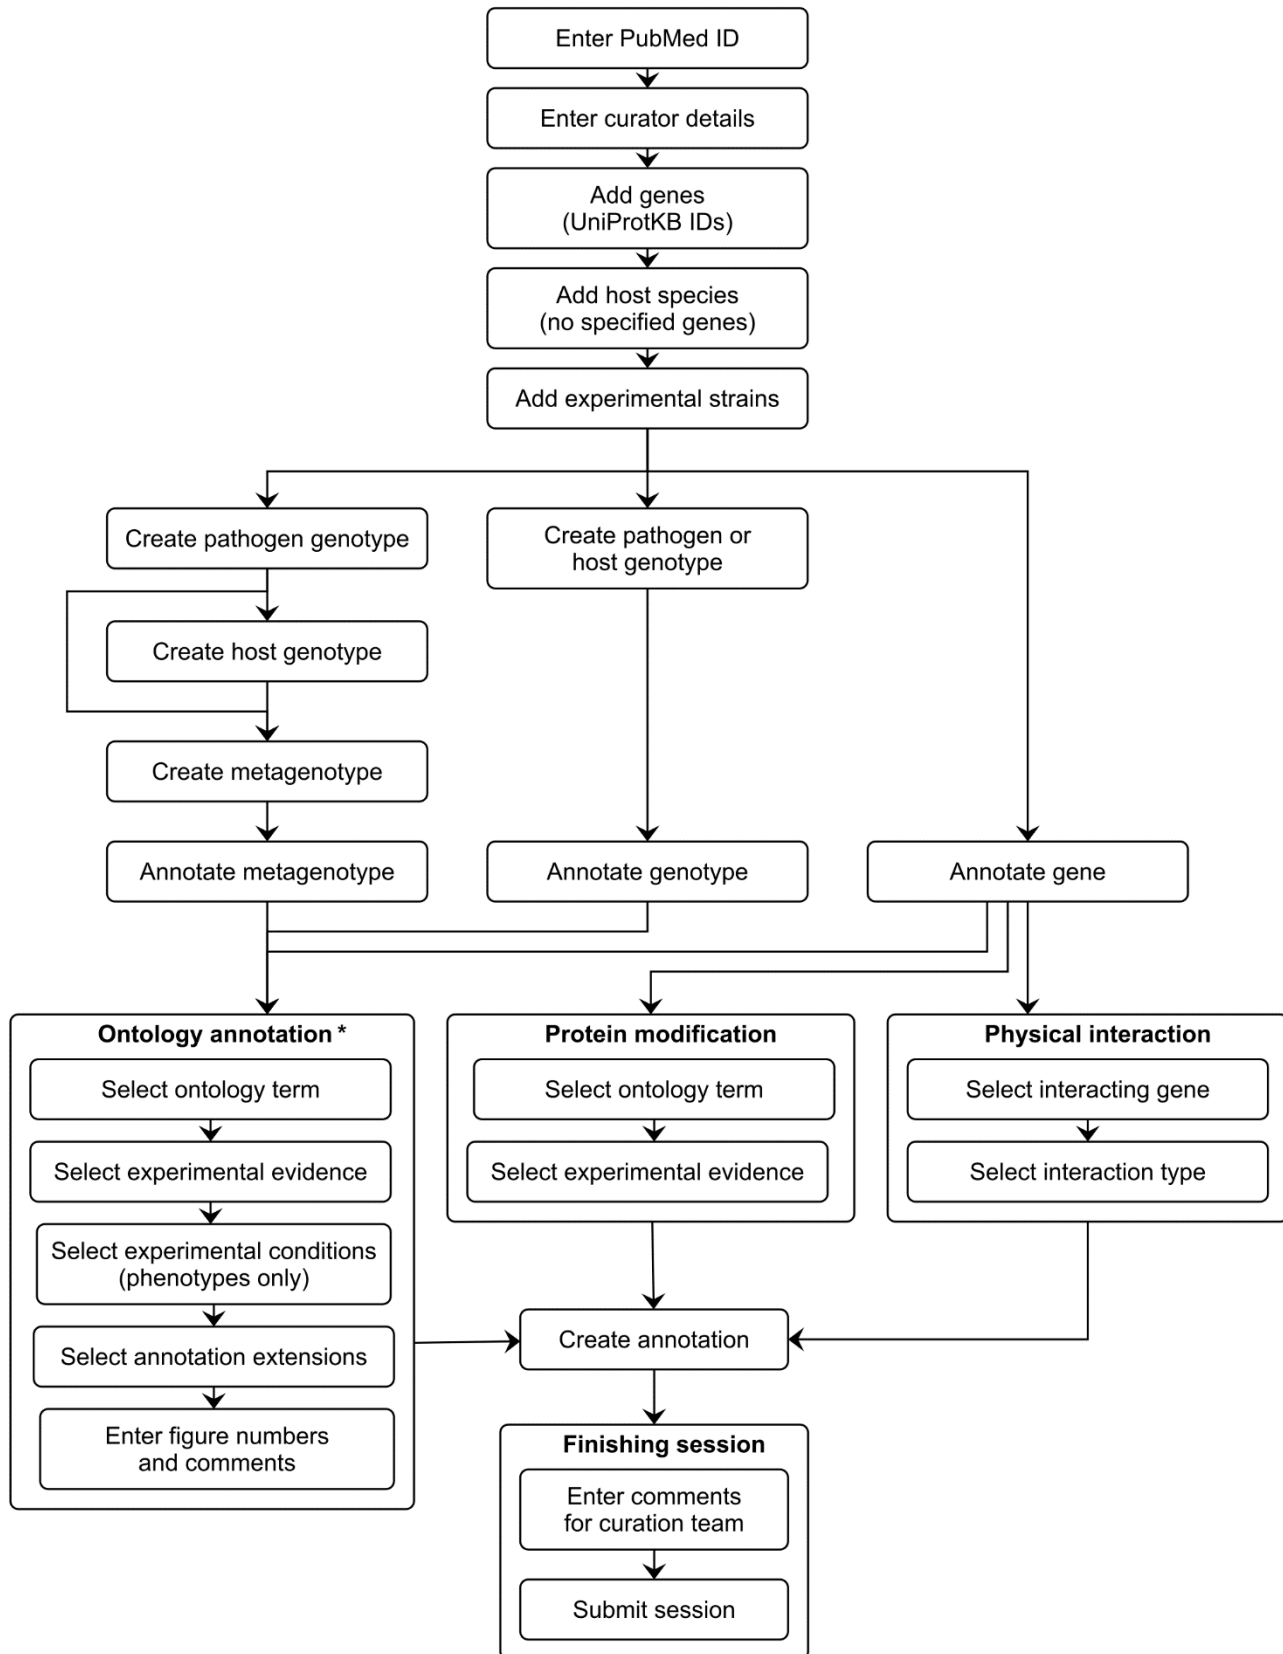 Enter PubMed ID
Enter curator details
Add genes
(UniProtKB IDs)
Add host species
(no specified genes)
Add experimental strains
Create pathogen genotype
Create host genotype
Create metagenotype
Annotate metagenotype
Create pathogen or
host genotype
Annotate genotype
Annotate gene
Ontology annotation *
Select ontology term
Select experimental evidence
Select experimental conditions
(phenotypes only)
Select annotation extensions
Enter figure numbers
and comments
Protein modification
Select ontology term
Select experimental evidence
Physical interaction
Select interacting gene
Select interaction type
Create annotation
Finishing session
Enter comments
for curation team
Submit session